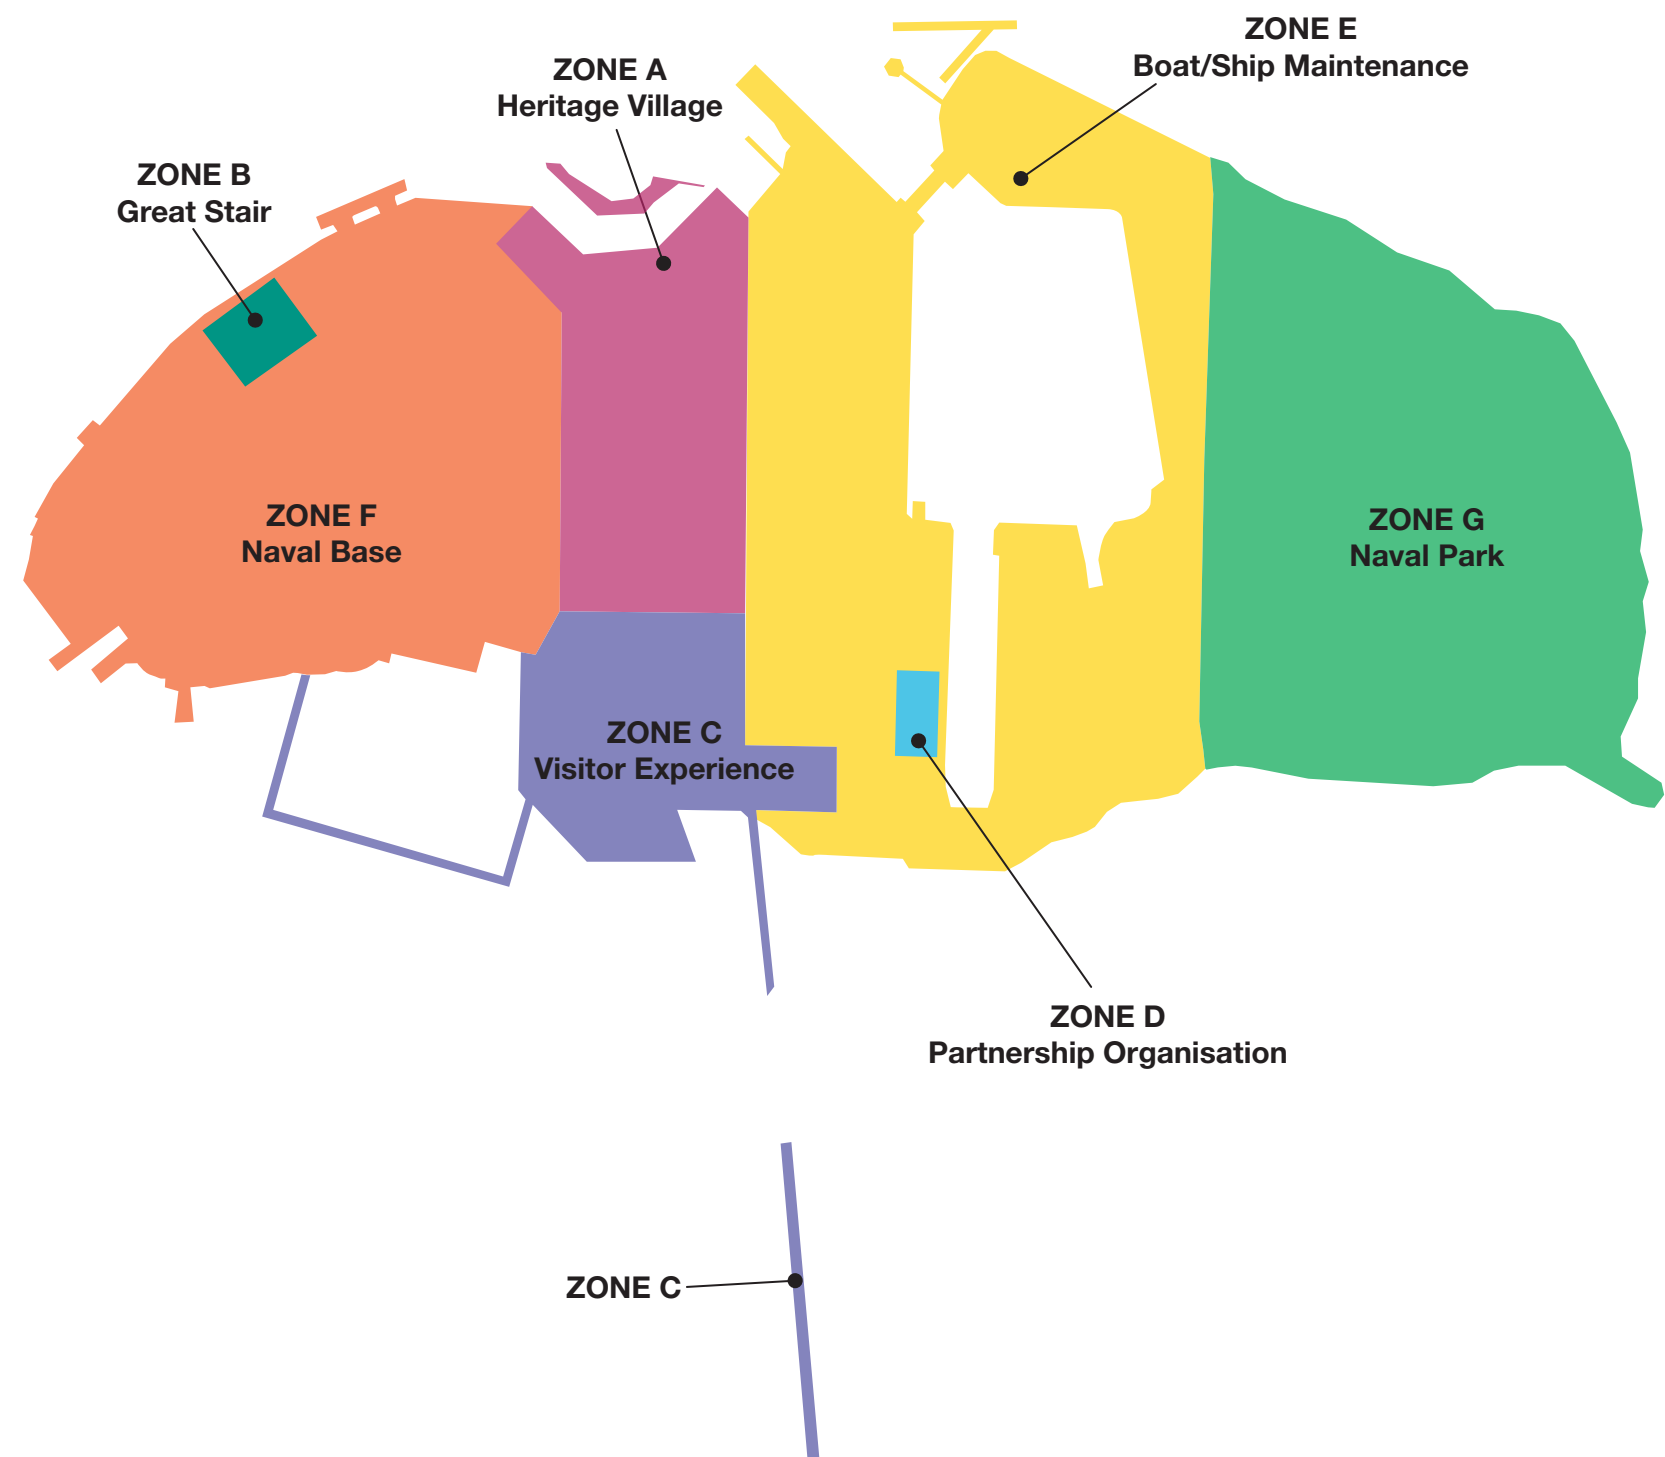 ZONE E
Boat/Ship Maintenance
ZONE A
Heritage Village
ZONE B
Great Stair
ZONE F
Naval Base
ZONE G
Naval Park
ZONE C
Visitor Experience
ZONE D
Partnership Organisation
ZONE C